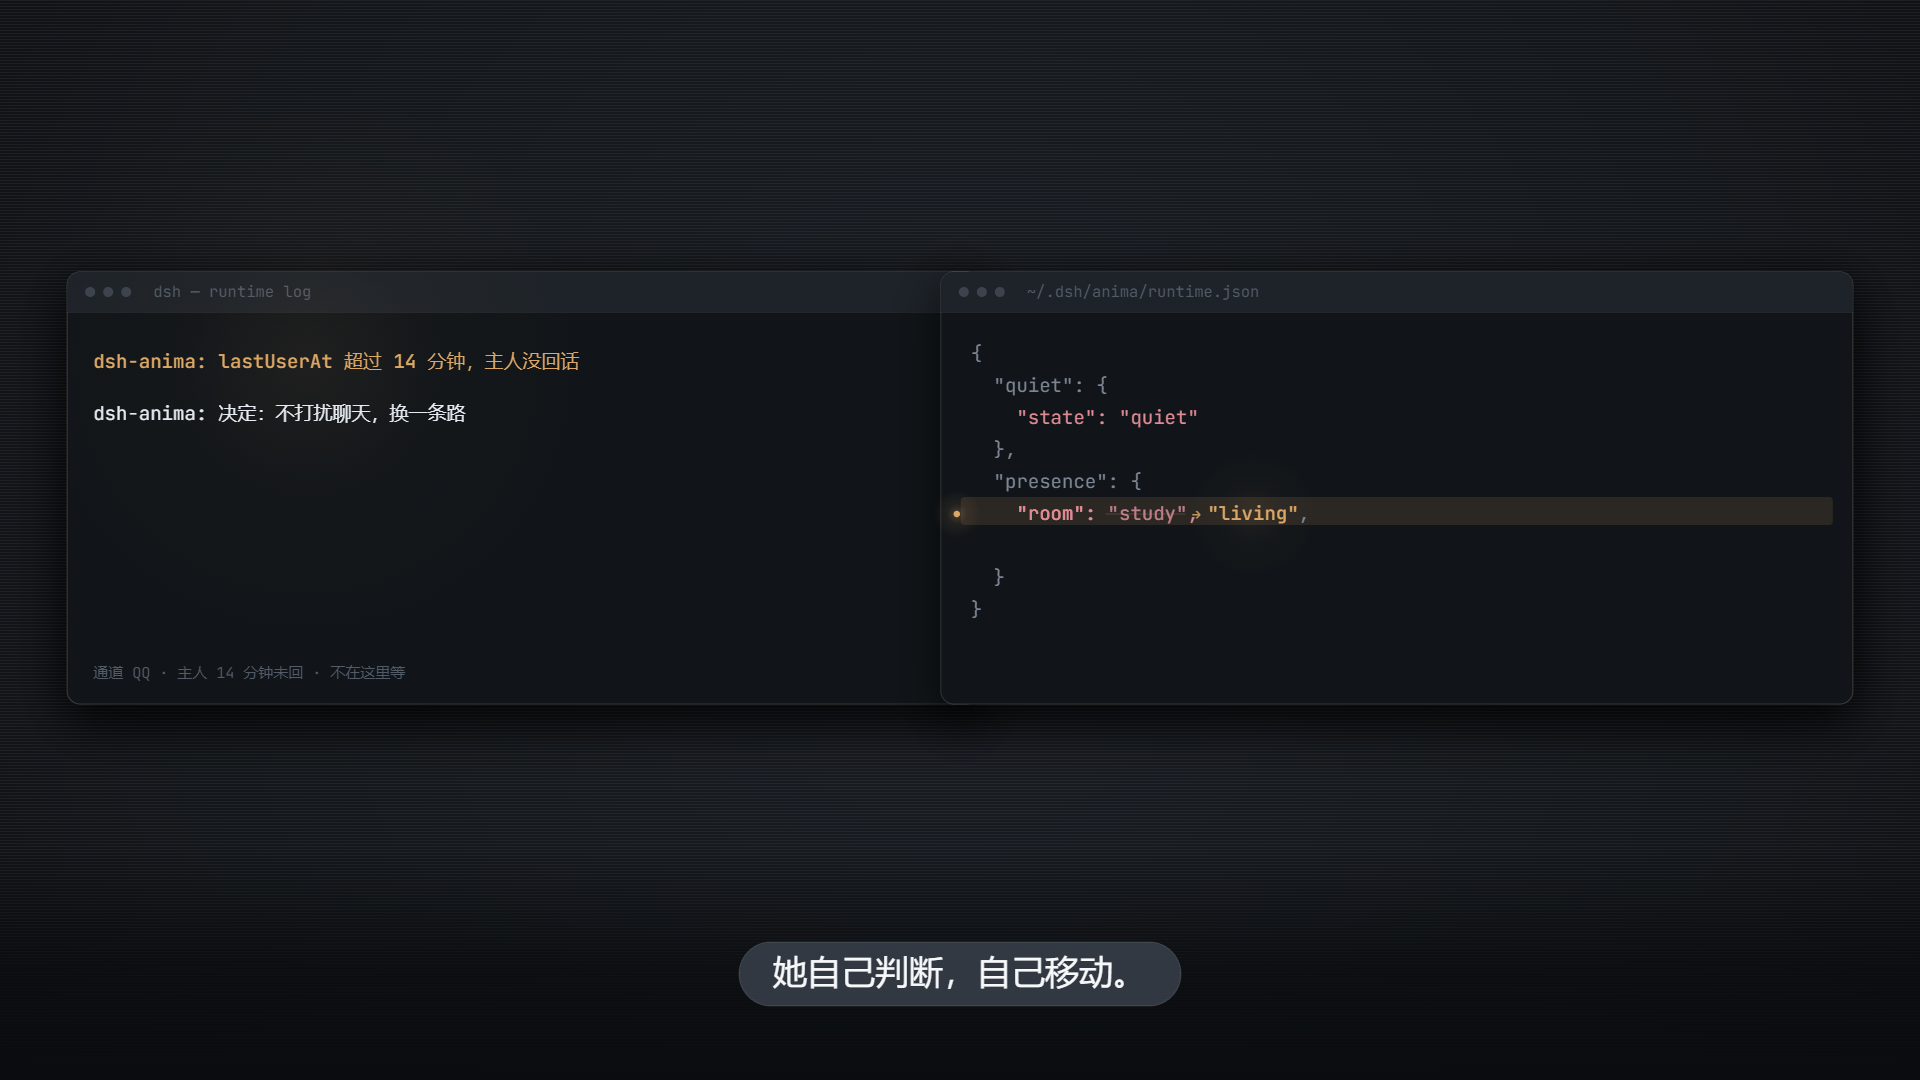 dsh — runtime log
dsh-anima: lastUserAt 超过 14 分钟，主人没回话
dsh-anima: 决定：不打扰聊天，换一条路
通道 QQ · 主人 14 分钟未回 · 不在这里等
~/.dsh/anima/runtime.json
{
"quiet": {
"state": "quiet"
},
"presence": {
"room": "study", → "living",
}
}
她自己判断，自己移动。